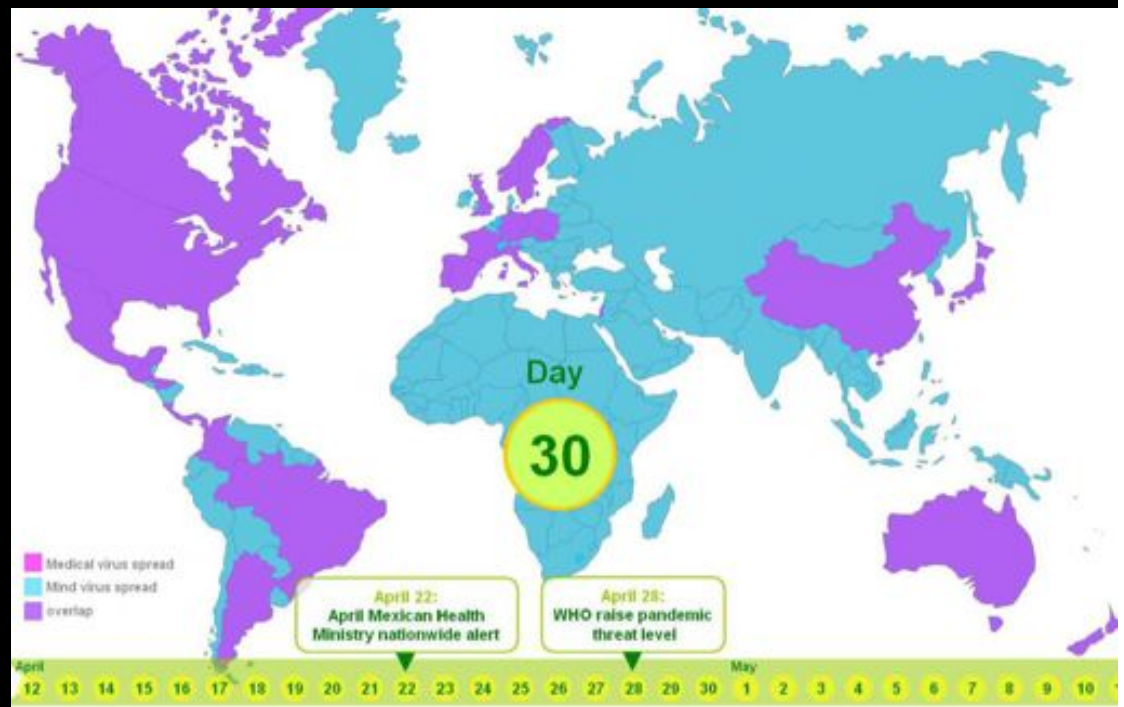 Day
30
Medical virus spread
Mind virus spread
overlap
April 22:
April Mexican Health
Ministry nationwide alert
April 28:
WHO raise pandemic
threat level
April
May
12 13 14 15 16 17 18 19 20 21 22 23 24 25 26 27 28 29 30 1 2 3 4 5 6 7 8 9 10